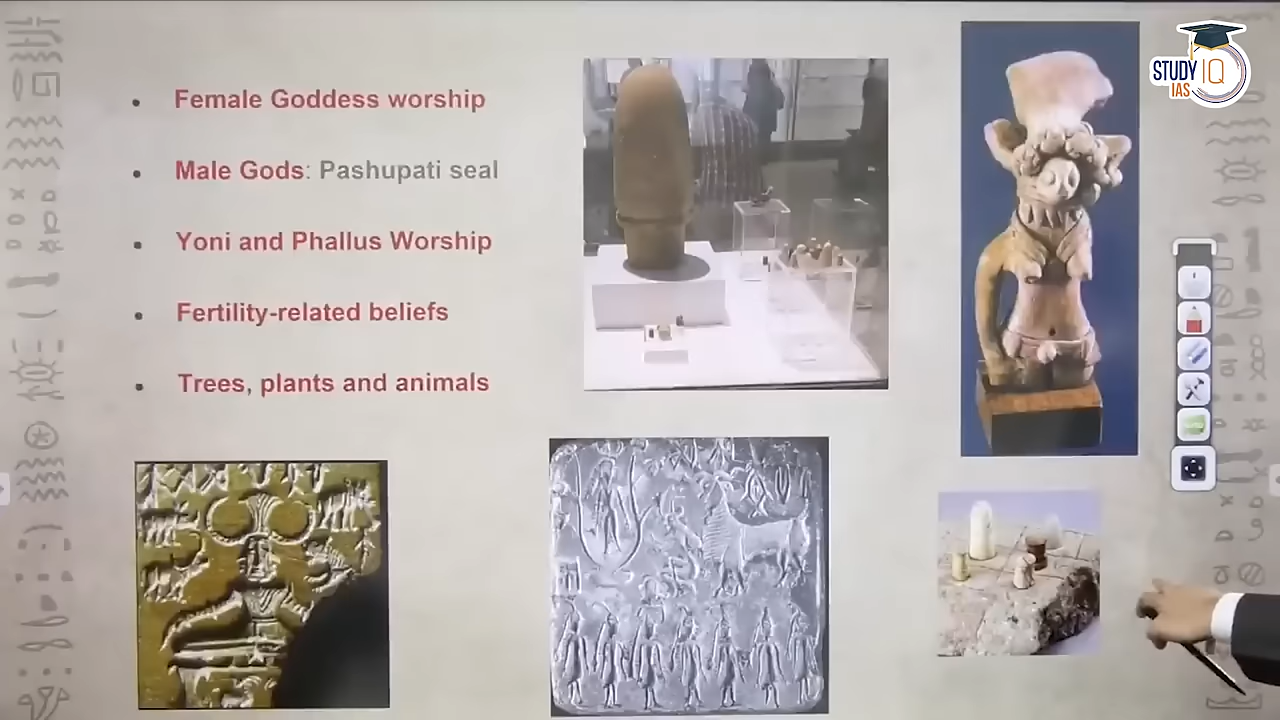 Female Goddess worship
Male Gods: Pashupati seal
Yoni and Phallus Worship
Fertility-related beliefs
Trees, plants and animals
STUDY IQ
IAS